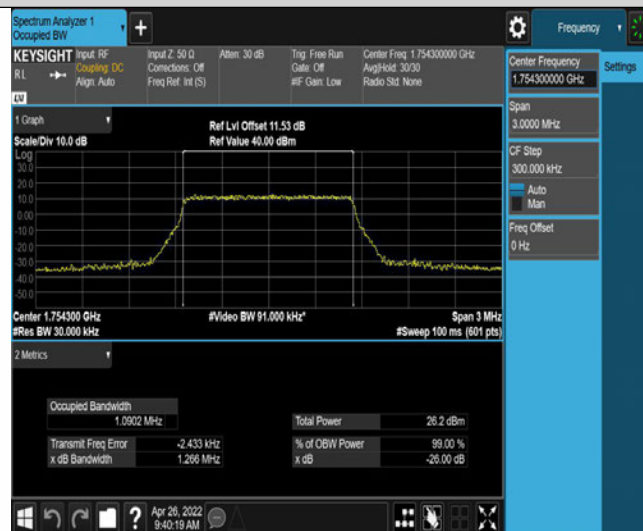 Spectrum Analyzer 1
Occupied BW
Frequency
KEYSIGHT
R L
Input: RF
Coupling: DC
Align: Auto
Input Z: 50 Ω
Corrections: Off
Freq Ref: Int (S)
Atten: 30 dB
Trig: Free Run
Gate: Off
#IF Gain: Low
Center Freq: 1.754300000 GHz
Avg|Hold: 30/30
Radio Std: None
Center Frequency
1.754300000 GHz
Settings
Span
3.0000 MHz
CF Step
300.000 kHz
Auto
Man
Freq Offset
0 Hz
1 Graph
Scale/Div 10.0 dB
Ref Lvl Offset 11.53 dB
Ref Value 40.00 dBm
Log
30.0
20.0
10.0
0.00
-10.0
-20.0
-30.0
-40.0
-50.0
Center 1.754300 GHz
#Res BW 30.000 kHz
#Video BW 91.000 kHz*
Span 3 MHz
#Sweep 100 ms (601 pts)
2 Metrics
Occupied Bandwidth
1.0902 MHz
Total Power 26.2 dBm
Transmit Freq Error -2.433 kHz
% of OBW Power 99.00 %
x dB Bandwidth 1.266 MHz
x dB -26.00 dB
?
Apr 26, 2022
9:40:19 AM